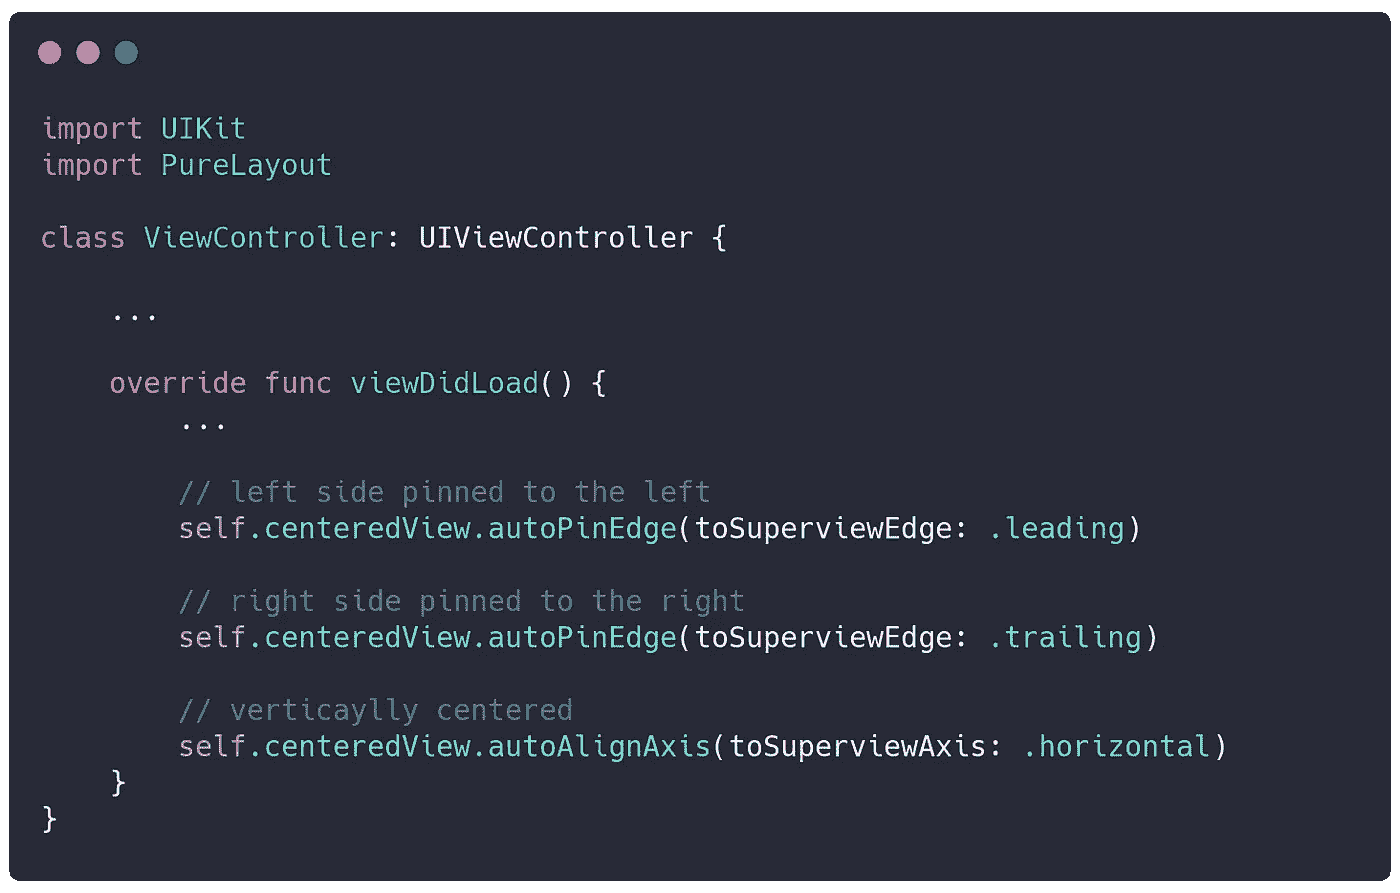 import UIKit
import PureLayout
class ViewController: UIViewController {
...
override func viewDidLoad() {
...
// left side pinned to the left
self.centeredView.autoPinEdge(toSuperviewEdge: .leading)
// right side pinned to the right
self.centeredView.autoPinEdge(toSuperviewEdge: .trailing)
// verticaylly centered
self.centeredView.autoAlignAxis(toSuperviewAxis: .horizontal)
}
}